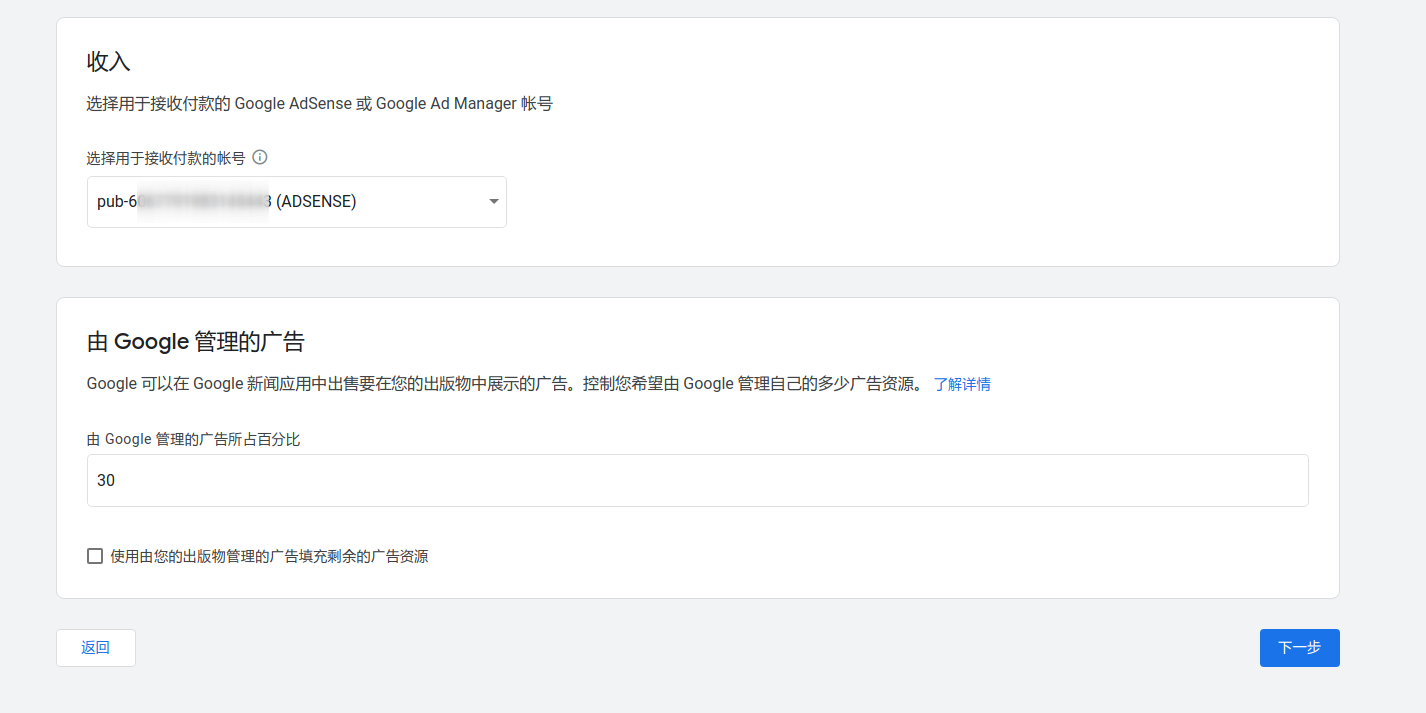 收入
选择用于接收付款的 Google AdSense 或 Google Ad Manager 帐号
选择用于接收付款的帐号
pub-6 3 (ADSENSE)
由 Google 管理的广告
Google 可以在 Google 新闻应用中出售要在您的出版物中展示的广告。控制您希望由 Google 管理自己的多少广告资源。 了解详情
由 Google 管理的广告所占百分比
30
使用由您的出版物管理的广告填充剩余的广告资源
返回
下一步